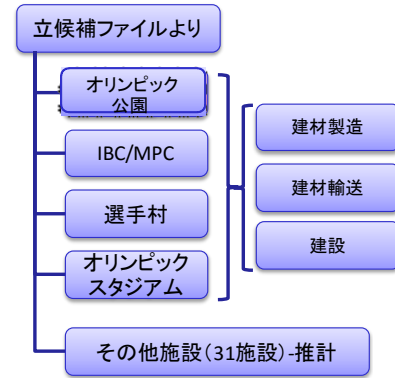 立候補ファイルより
オリンピック
公園
IBC/MPC
選手村
オリンピック
スタジアム
建材製造
建材輸送
建設
その他施設(31施設)-推計